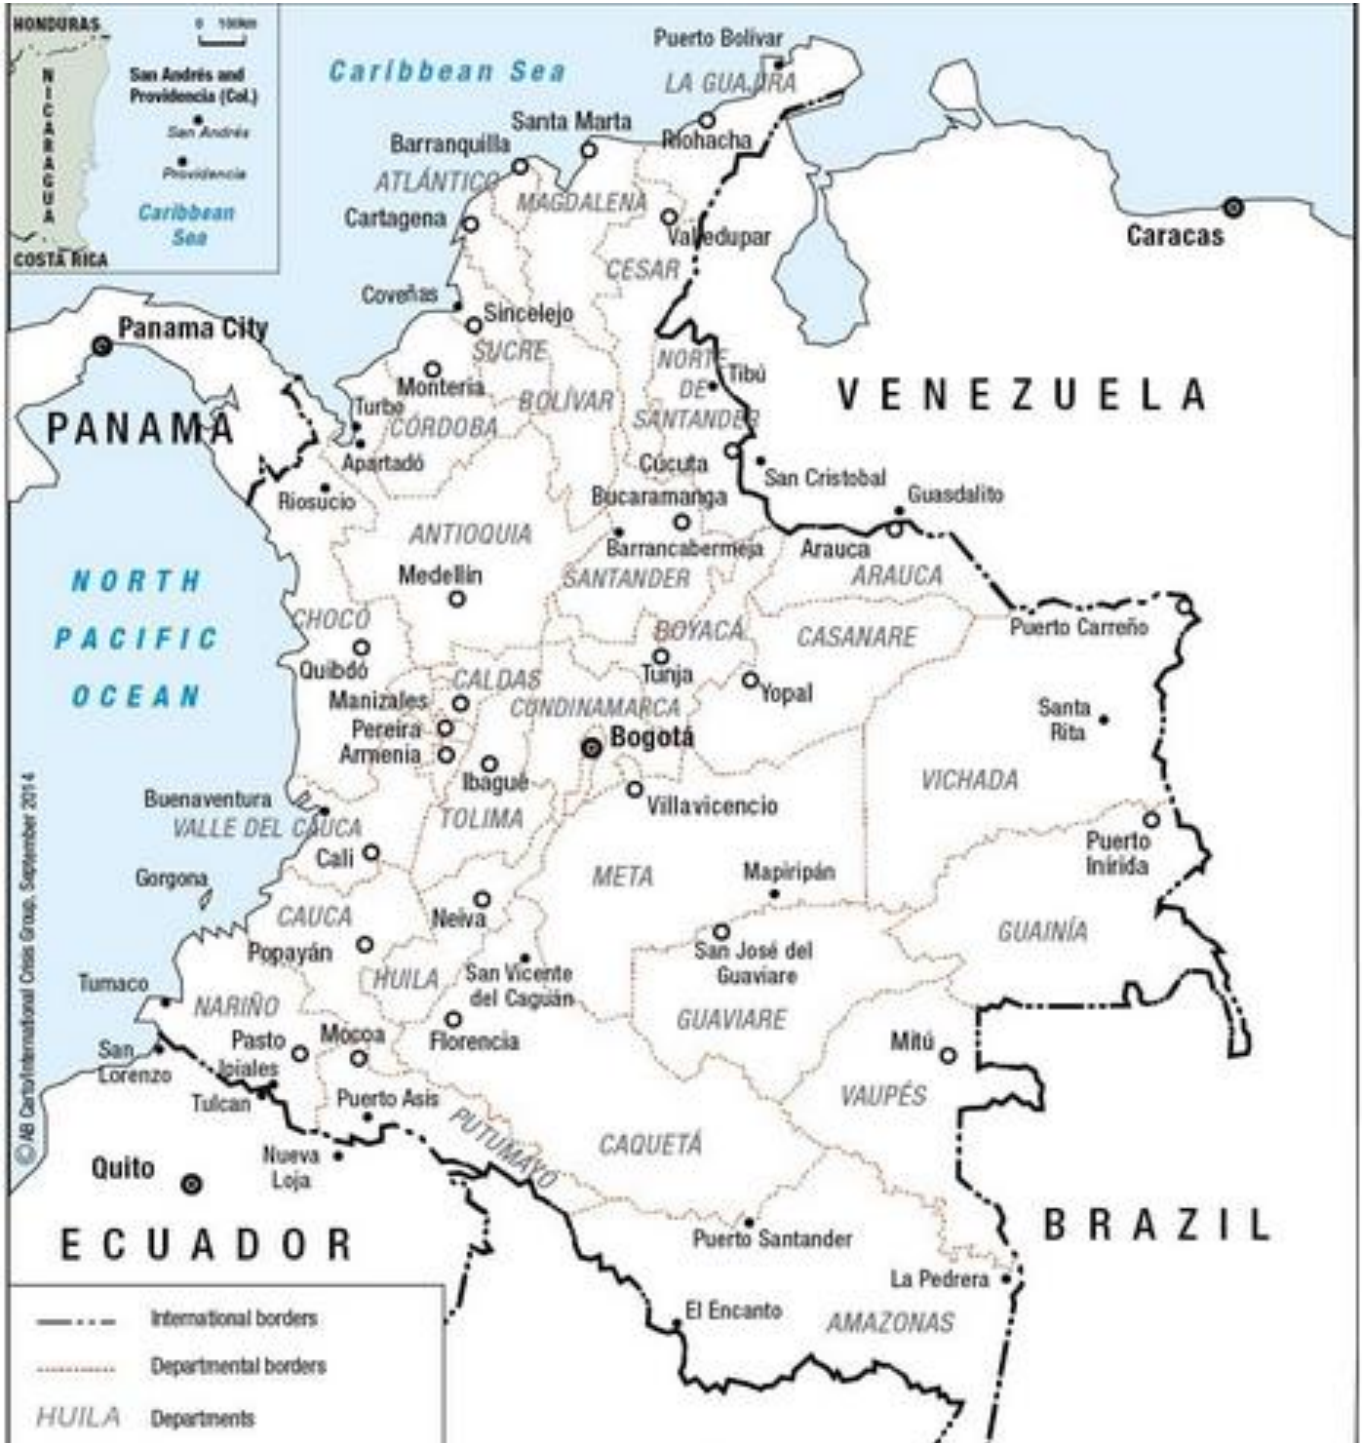 HONDURAS
0 100km
NICARAGUA
San Andrés and
Providencia (Col.)
San Andrés
Providencia
Caribbean
Sea
COSTA RICA
Caribbean Sea
Puerto Bolívar
LA GUAJIRA
Santa Marta
Riohacha
Barranquilla
ATLÁNTICO
MAGDALENA
Cartagena
Valledupar
Caracas
CESAR
Coveñas
Sincelejo
Panama City
SUCRE
NORTE
DE
SANTANDER
Tibú
VENEZUELA
Montería
BOLÍVAR
PANAMA
Turbo
CÓRDOBA
Apartadó
Cúcuta
San Cristobal
Riosucio
Bucaramanga
Guasdalito
ANTIOQUIA
Barrancabermeja
Arauca
NORTH
PACIFIC
OCEAN
Medellín
SANTANDER
ARAUCA
CHOCÓ
BOYACÁ
CASANARE
Puerto Carreño
Quibdó
Tunja
CALDAS
Yopal
Manizales
CUNDINAMARCA
Santa
Rita
Pereira
Bogotá
Armenia
Ibagué
VICHADA
Buenaventura
Villavicencio
VALLE DEL CAUCA
TOLIMA
Cali
Puerto
Inírida
Gorgona
META
Mapiripán
CAUCA
Neiva
GUAINÍA
Popayán
San José del
Guaviare
HUILA
San Vicente
del Caguán
Tumaco
NARIÑO
GUAVIARE
Pasto
Mocoa
Florencia
Mitú
San
Lorenzo
Ipiales
Tulcan
Puerto Asis
VAUPÉS
PUTUMAYO
CAQUETÁ
Quito
Nueva
Loja
ECUADOR
Puerto Santander
BRAZIL
La Pedrera
El Encanto
AMAZONAS
International borders
Departmental borders
HUILA Departments
© AB Carto/International Crisis Group, September 2014